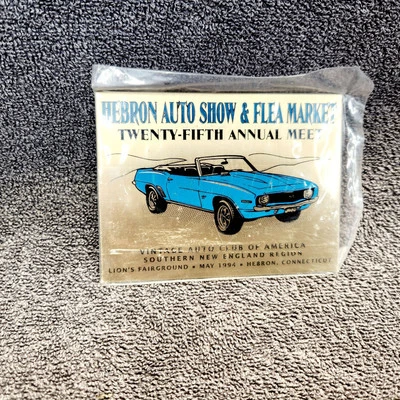 HEBRON AUTO SHOW & FLEA MARKET
TWENTY-FIFTH ANNUAL MEET
VINTAGE AUTO CLUB OF AMERICA
SOUTHERN NEW ENGLAND REGION
LION'S FAIRGROUND • MAY 1994 • HEBRON, CONNECTICUT